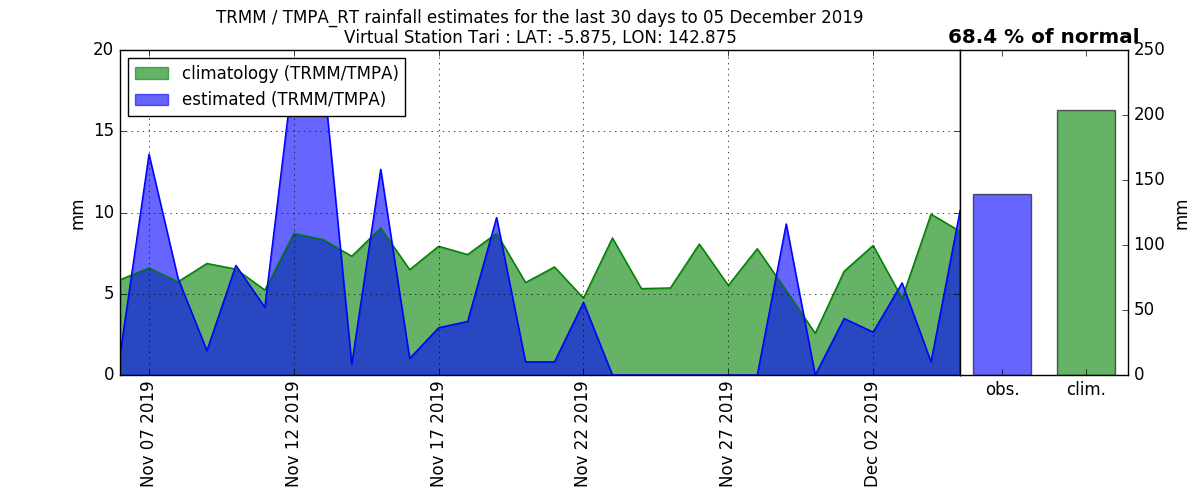 TRMM / TMPA_RT rainfall estimates for the last 30 days to 05 December 2019
Virtual Station Tari : LAT: -5.875, LON: 142.875
68.4 % of normal
climatology (TRMM/TMPA)
estimated (TRMM/TMPA)
20
15
10
5
0
mm
Nov 07 2019
Nov 12 2019
Nov 17 2019
Nov 22 2019
Nov 27 2019
Dec 02 2019
obs.
clim.
250
200
150
100
50
0
mm